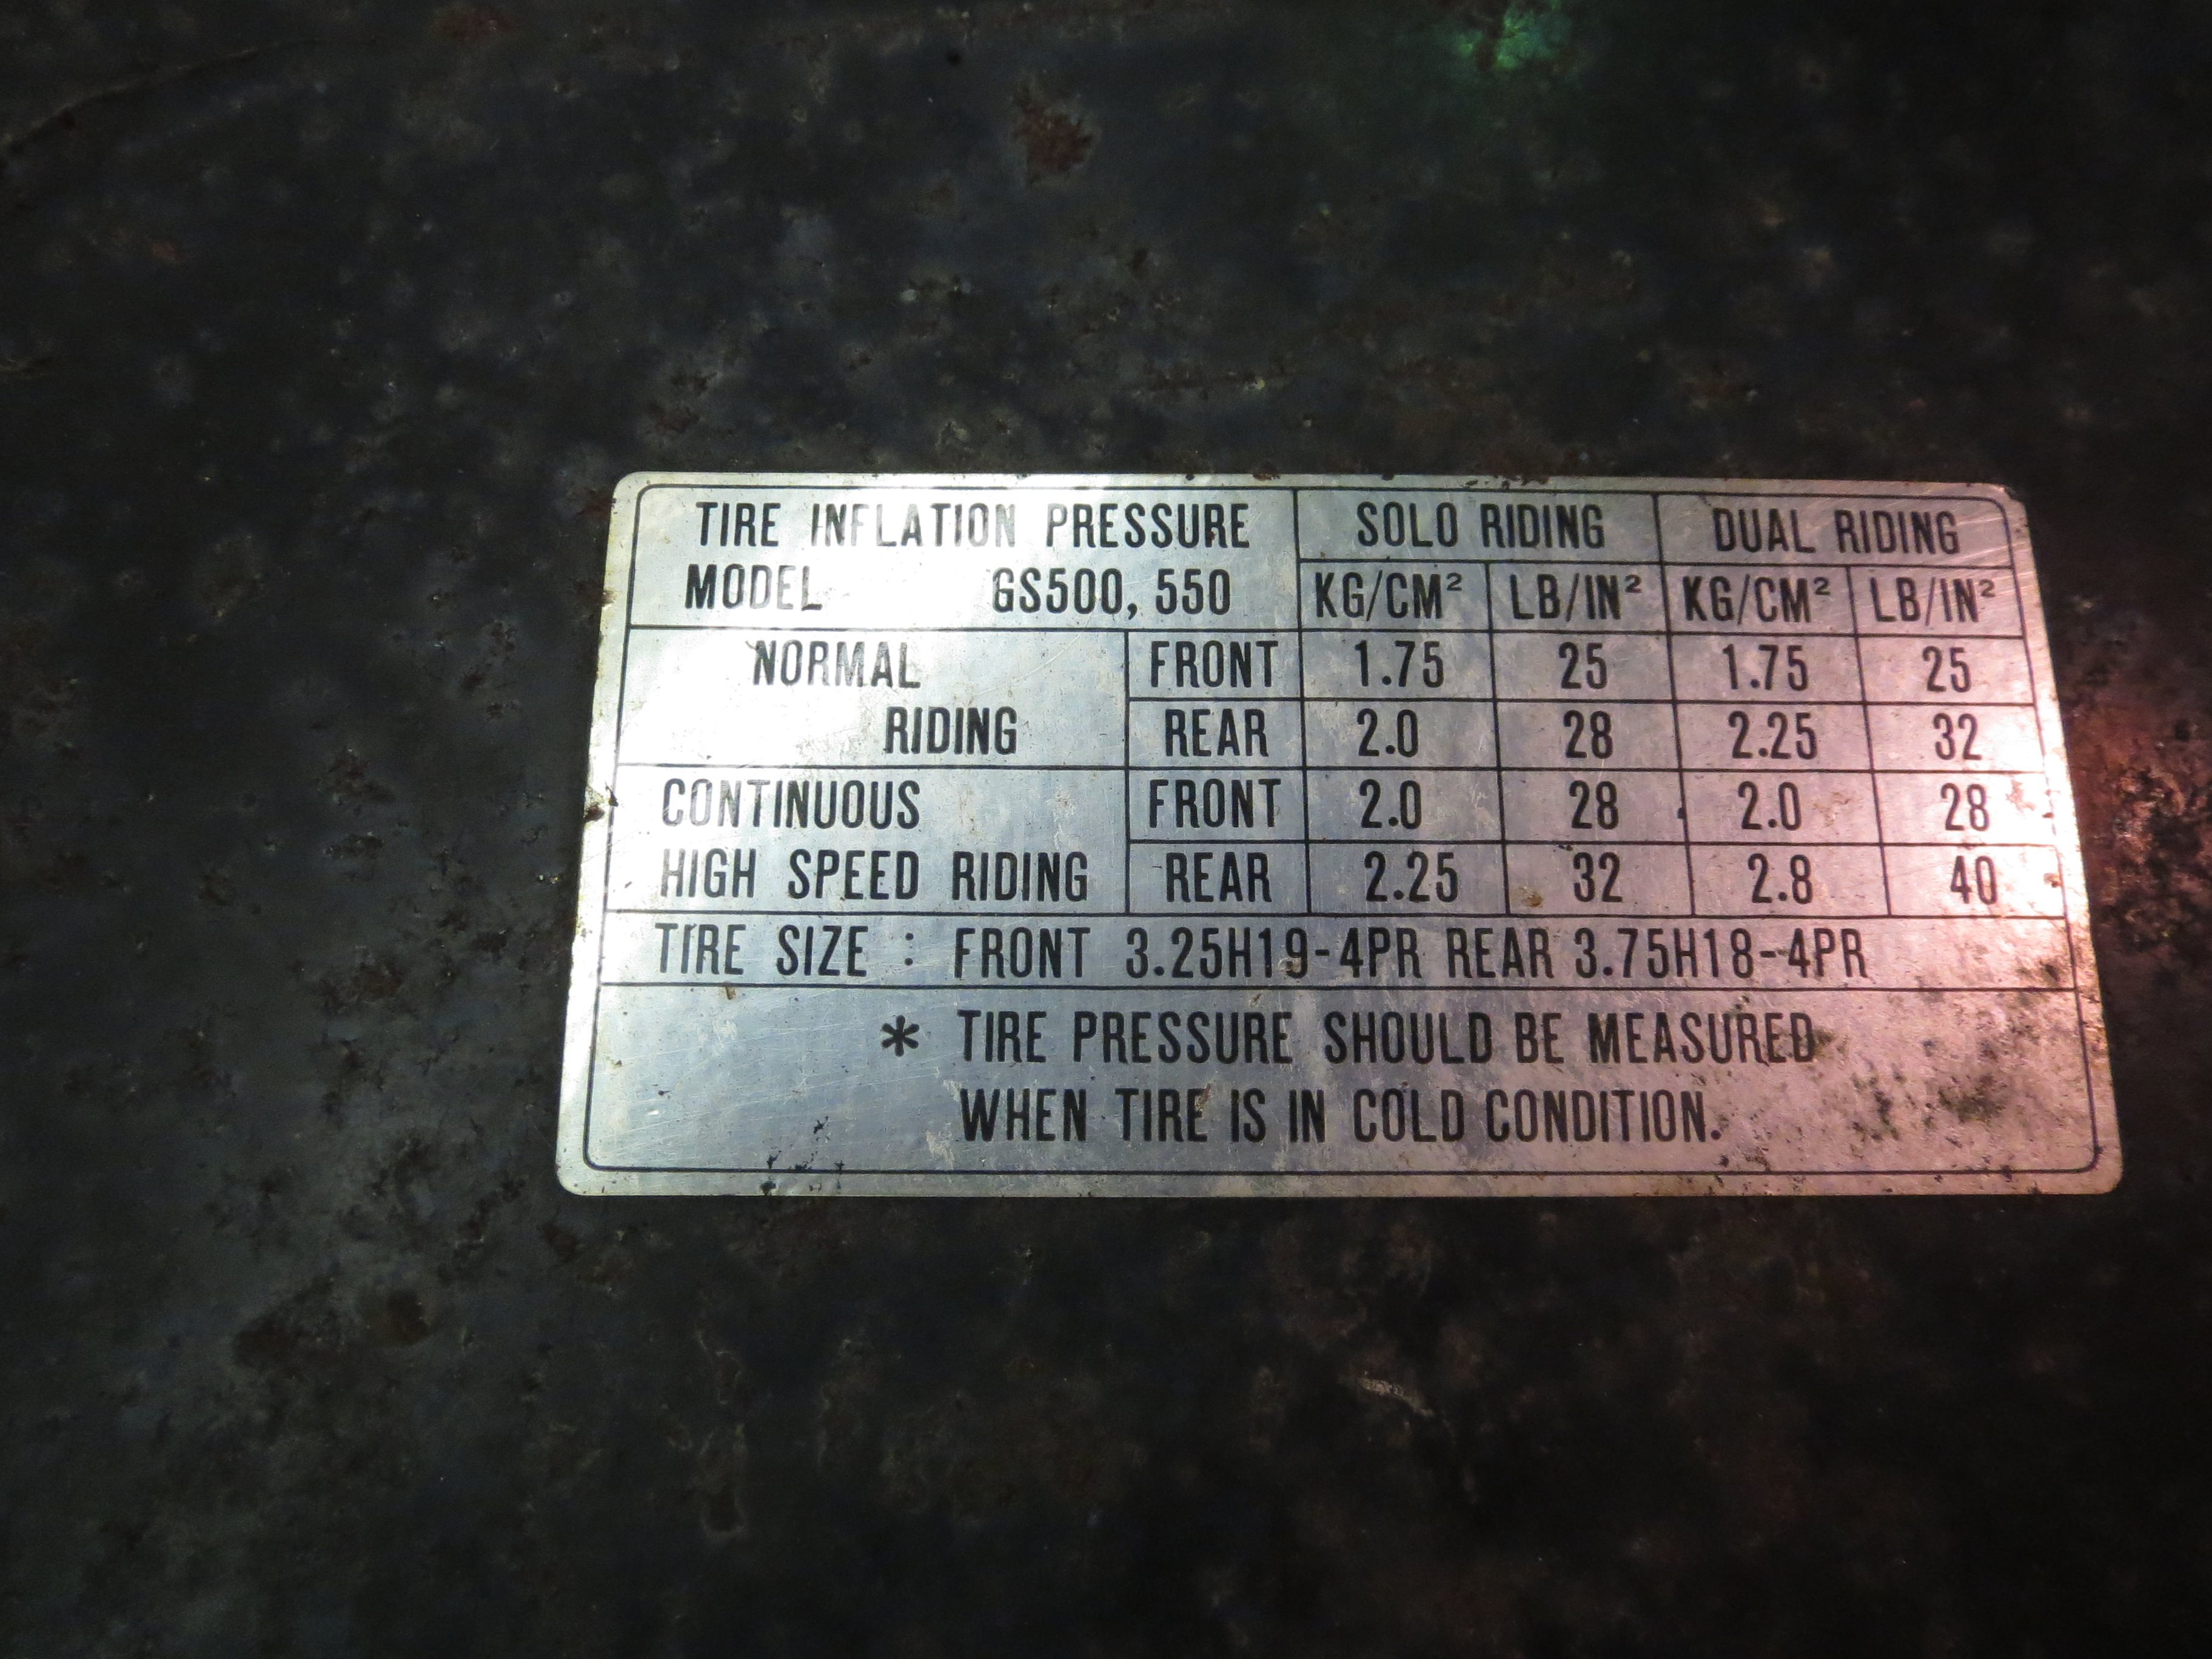 TIRE INFLATION PRESSURE SOLO RIDING DUAL RIDING
MODEL GS500, 550 KG/CM² LB/IN² KG/CM² LB/IN²
NORMAL FRONT 1.75 25 1.75 25
RIDING REAR 2.0 28 2.25 32
CONTINUOUS FRONT 2.0 28 2.0 28
HIGH SPEED RIDING REAR 2.25 32 2.8 40
TIRE SIZE : FRONT 3.25H19-4PR REAR 3.75H18-4PR
* TIRE PRESSURE SHOULD BE MEASURED
WHEN TIRE IS IN COLD CONDITION.